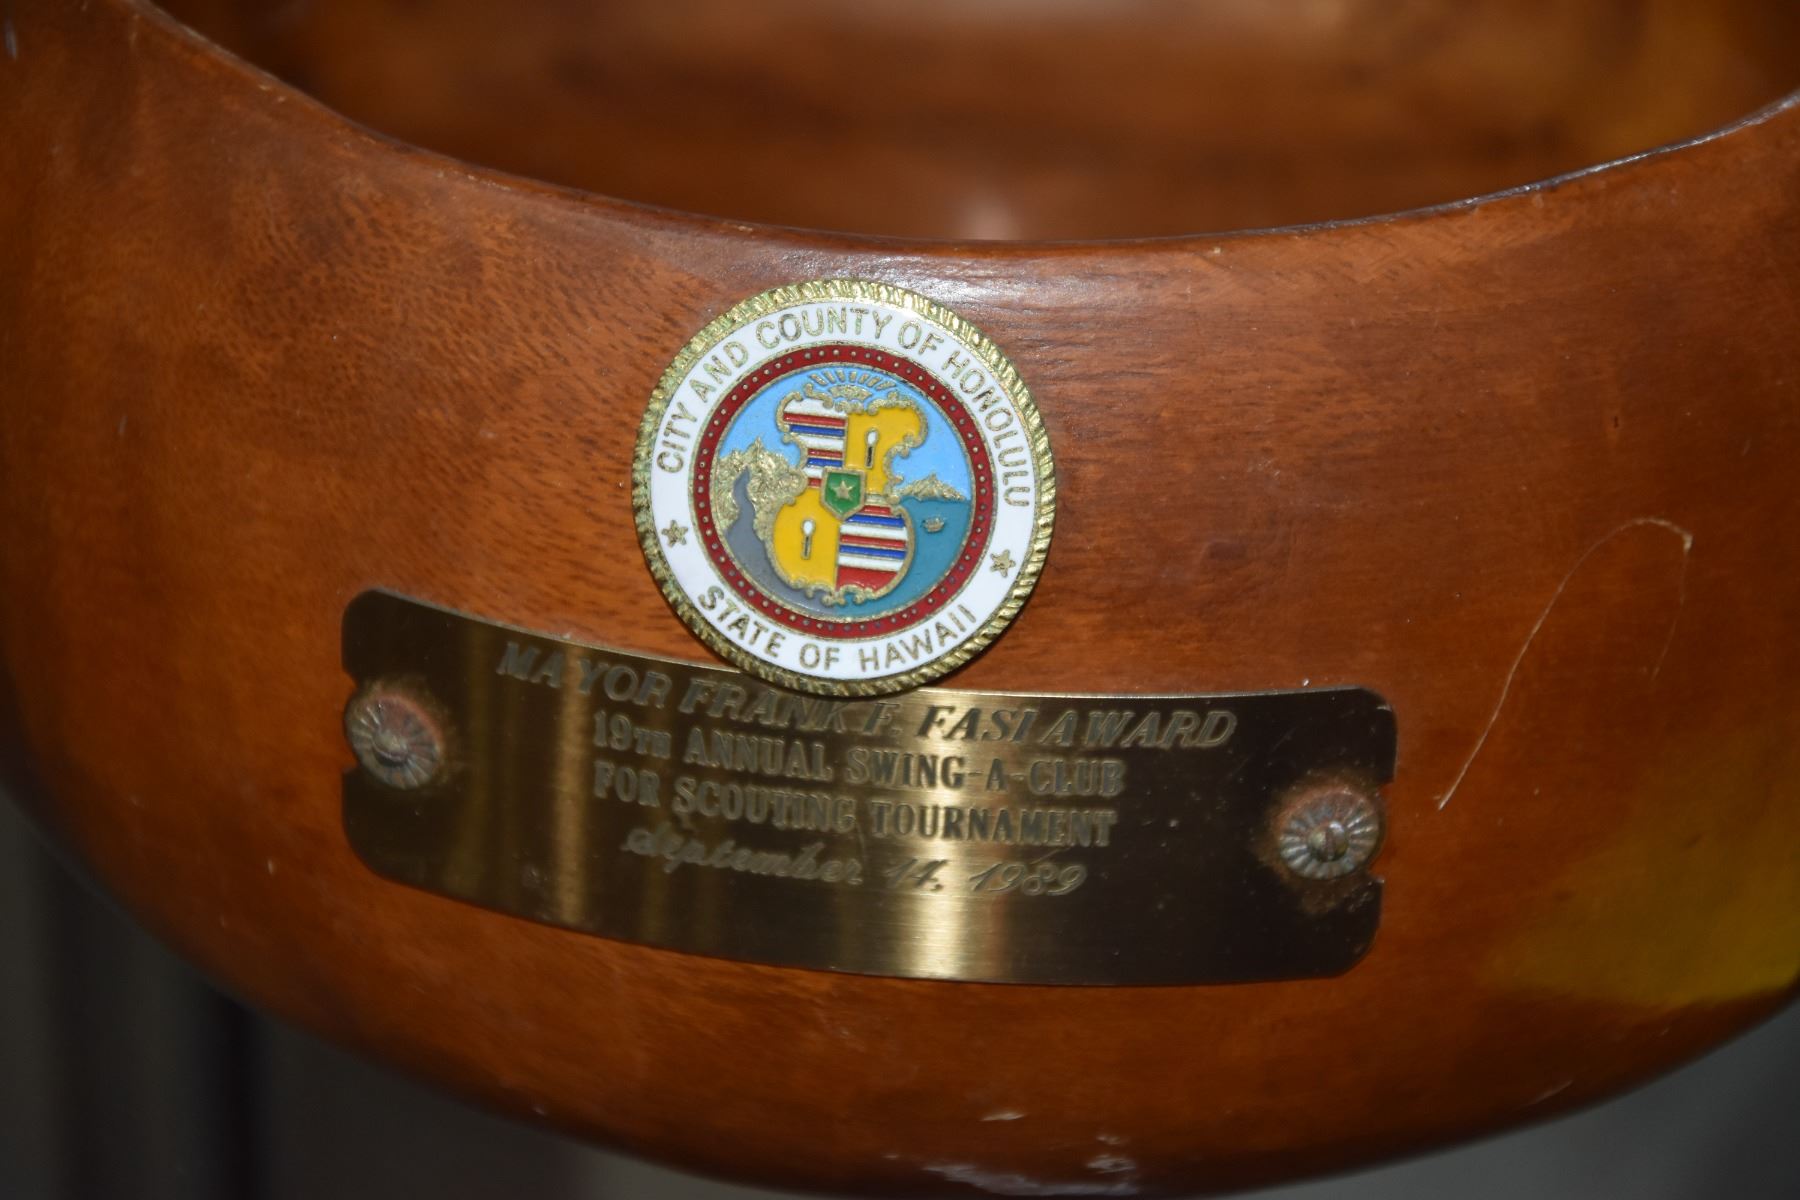 CITY AND COUNTY OF HONOLULU
STATE OF HAWAII
MAYOR FRANK F. FASI AWARD
19TH ANNUAL SWING-A-CLUB
FOR SCOUTING TOURNAMENT
September 14, 1989